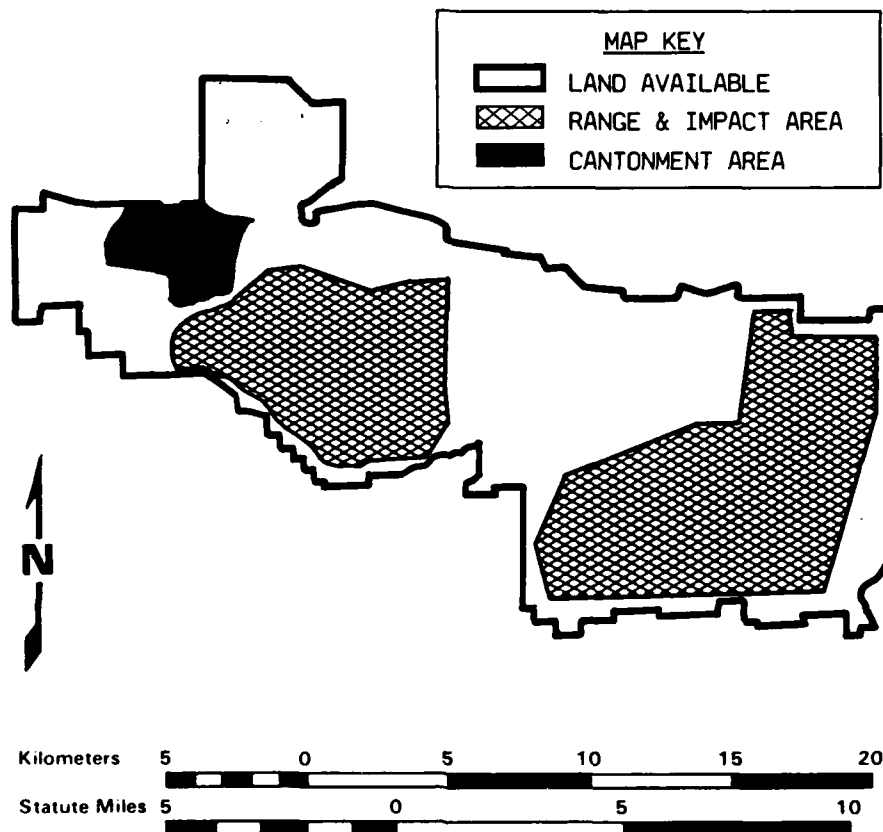 MAP KEY
LAND AVAILABLE
RANGE & IMPACT AREA
CANTONMENT AREA
N
Kilometers 5 0 5 10 15 20
Statute Miles 5 0 5 10